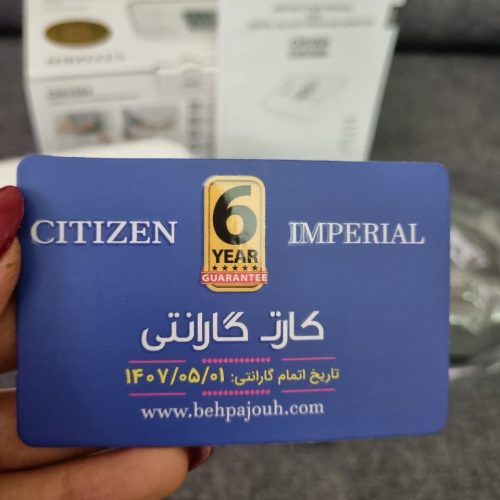 CITIZEN
6
YEAR
GUARANTEE
IMPERIAL
کارت گارانتی
تاریخ اتمام گارانتی: ۱۴۰۷/۰۵/۰۱
www.behpajouh.com